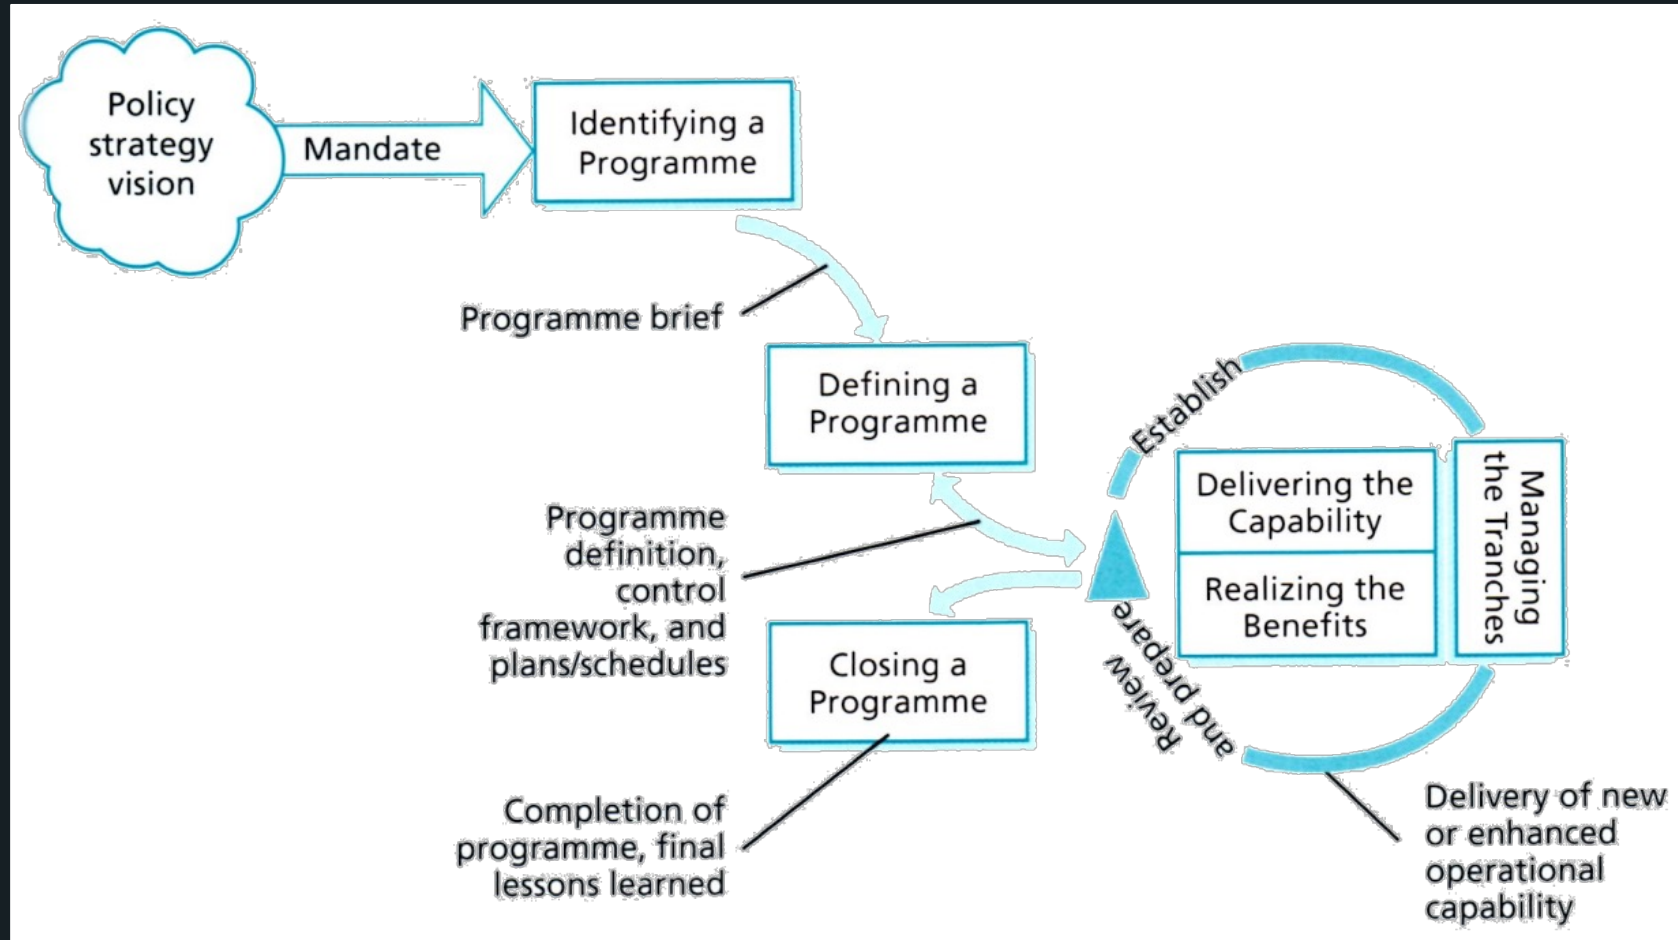 Policy
strategy
vision
Mandate
Identifying a
Programme
Programme brief
Defining a
Programme
Programme
definition,
control
framework, and
plans/schedules
Establish
Delivering the
Capability
Realizing the
Benefits
Managing
the Tranches
Review
and prepare
Closing a
Programme
Completion of
programme, final
lessons learned
Delivery of new
or enhanced
operational
capability